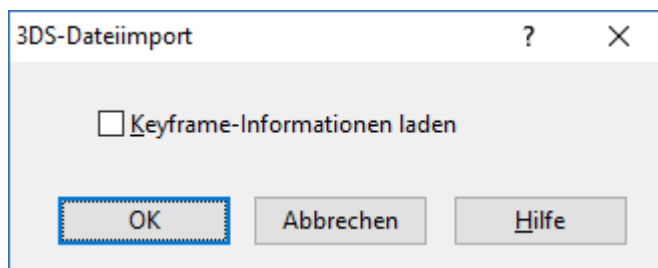 3DS-Dateiimport ?
Keyframe-Informationen laden
OK Abbrechen Hilfe